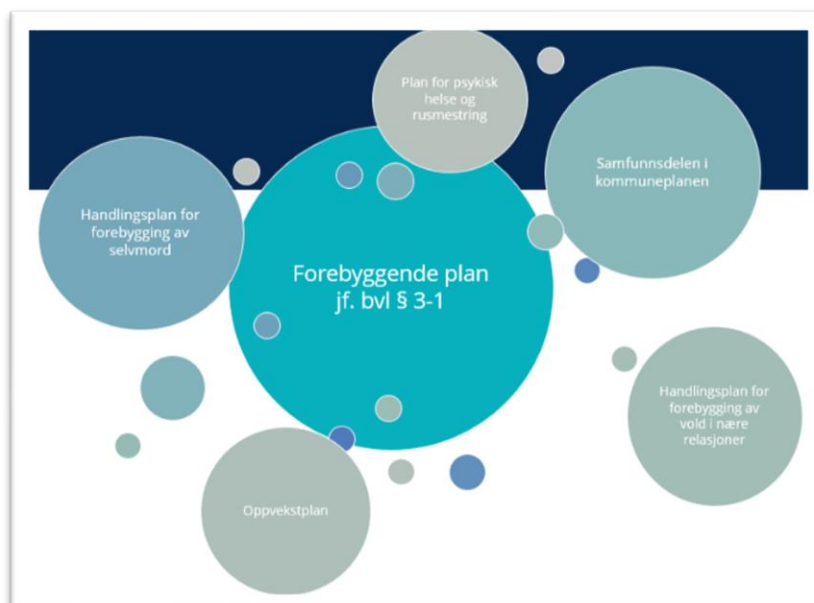 Plan for psykisk
helse og
rusmestring
Samfunnsdelen i
kommuneplanen
Handlingsplan for
forebygging av
selvmord
Forebyggende plan
jf. bvl § 3-1
Handlingsplan for
forebygging av
vold i nære
relasjoner
Oppvekstplan